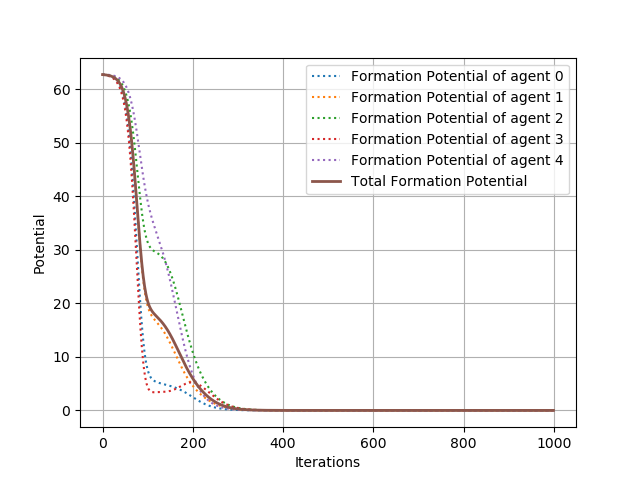 Formation Potential of agent 0
Formation Potential of agent 1
Formation Potential of agent 2
Formation Potential of agent 3
Formation Potential of agent 4
Total Formation Potential
60
50
40
30
20
10
0
Potential
0 200 400 600 800 1000
Iterations